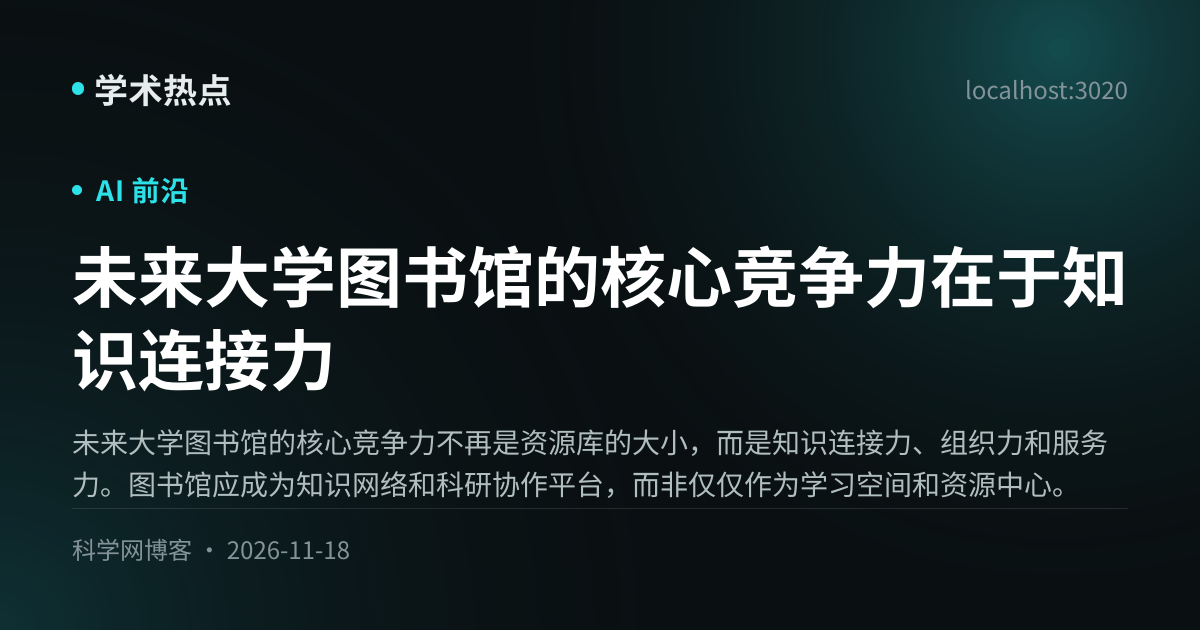 学术热点
localhost:3020
AI 前沿
未来大学图书馆的核心竞争力在于知
识连接力
未来大学图书馆的核心竞争力不再是资源库的大小，而是知识连接力、组织力和服务
力。图书馆应成为知识网络和科研协作平台，而非仅仅作为学习空间和资源中心。
科学网博客 · 2026-11-18